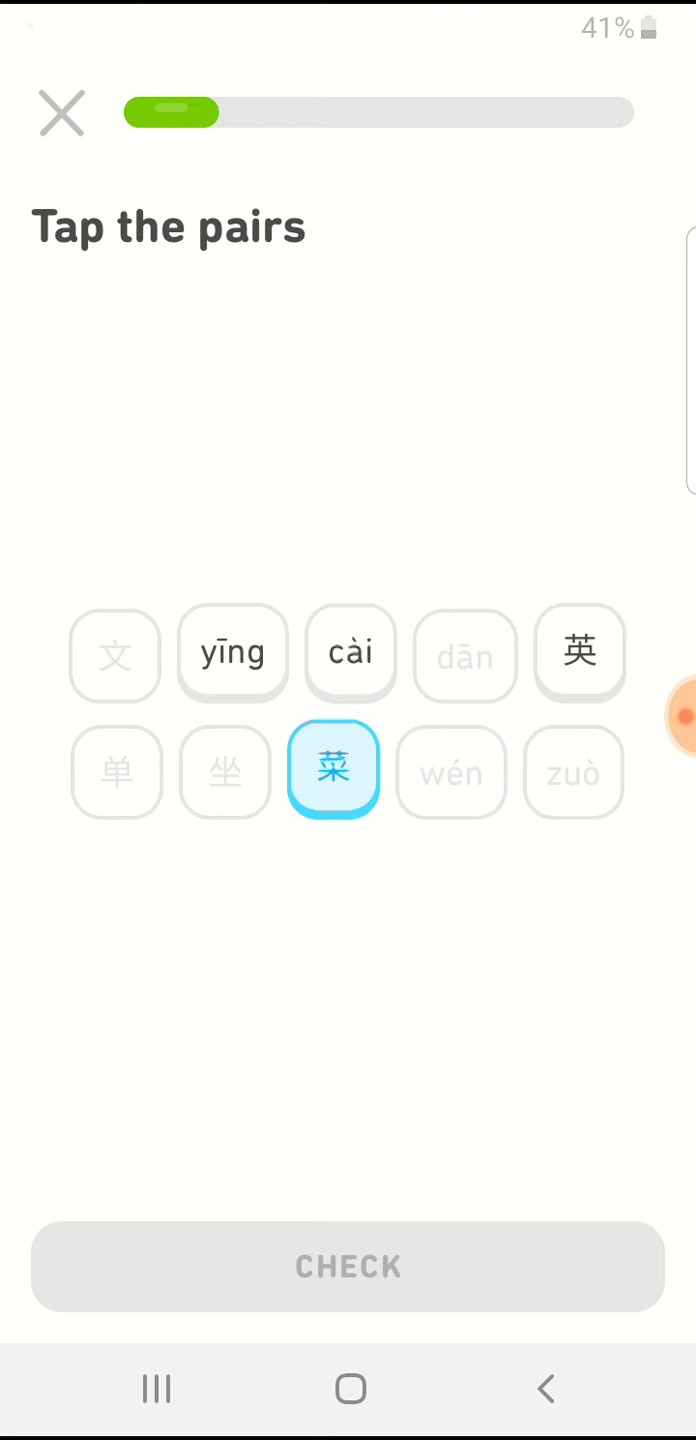 41%
Tap the pairs
文 yīng cài dān 英
单 坐 菜 wén zuò
CHECK